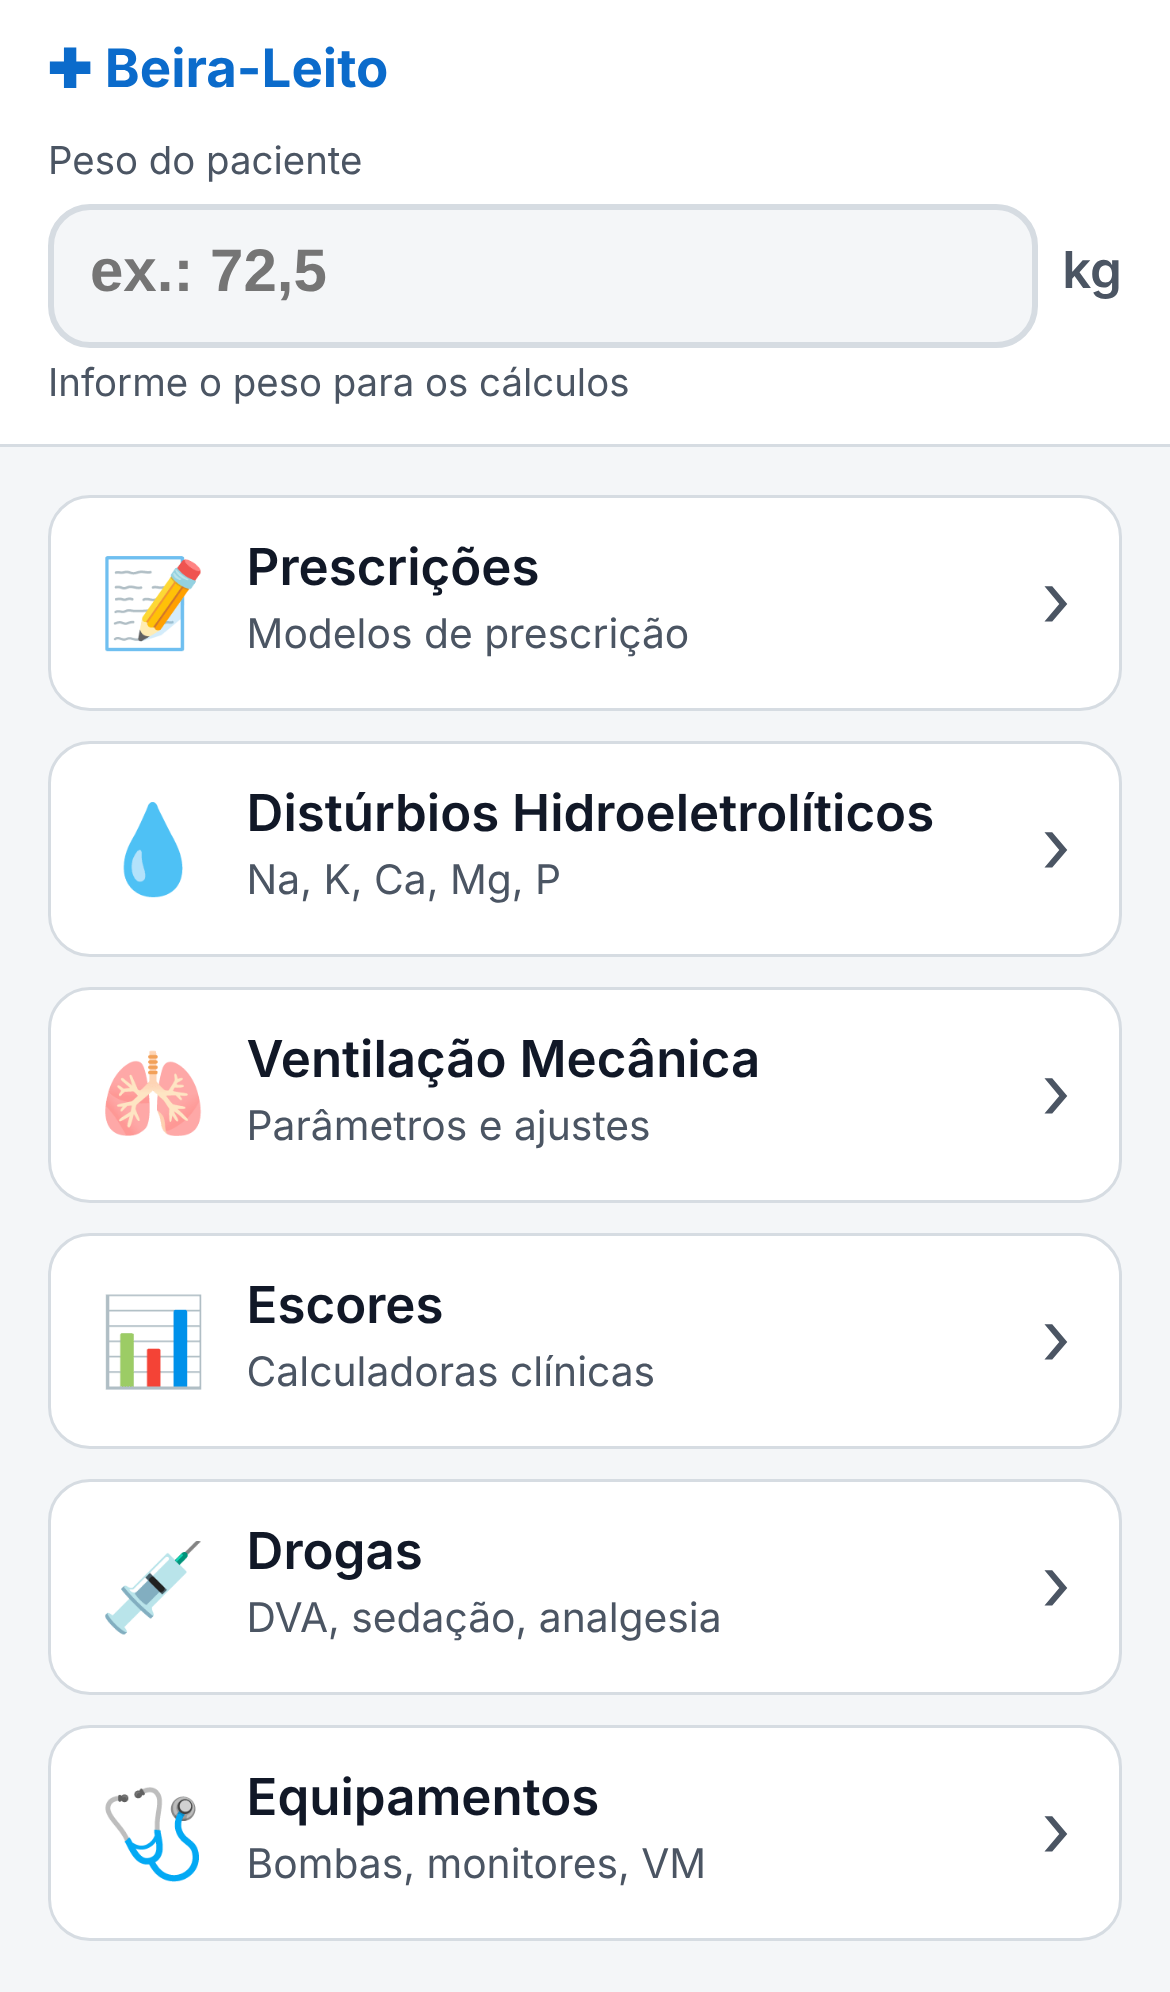 Beira-Leito
Peso do paciente
ex.: 72,5
kg
Informe o peso para os cálculos
Prescrições
Modelos de prescrição
Distúrbios Hidroeletrolíticos
Na, K, Ca, Mg, P
Ventilação Mecânica
Parâmetros e ajustes
Escores
Calculadoras clínicas
Drogas
DVA, sedação, analgesia
Equipamentos
Bombas, monitores, VM